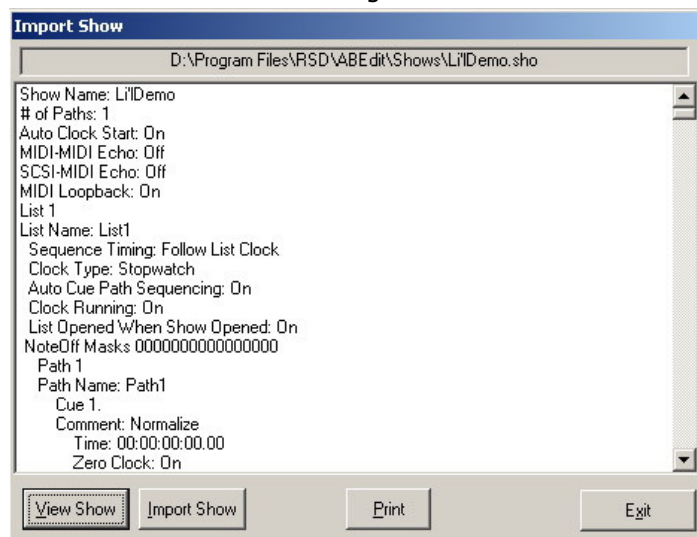 Import Show
D:\Program Files\RSD\ABEdit\Shows\Li'lDemo.sho
Show Name: Li'lDemo
# of Paths: 1
Auto Clock Start: On
MIDI-MIDI Echo: Off
SCSI-MIDI Echo: Off
MIDI Loopback: On
List 1
List Name: List1
Sequence Timing: Follow List Clock
Clock Type: Stopwatch
Auto Cue Path Sequencing: On
Clock Running: On
List Opened When Show Opened: On
NoteOff Masks 0000000000000000
Path 1
Path Name: Path1
Cue 1.
Comment: Normalize
Time: 00:00:00:00.00
Zero Clock: On
View Show Import Show Print Exit